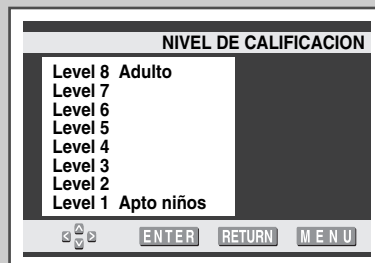 NIVEL DE CALIFICACION
Level 8 Adulto
Level 7
Level 6
Level 5
Level 4
Level 3
Level 2
Level 1 Apto niños
ENTER RETURN MENU